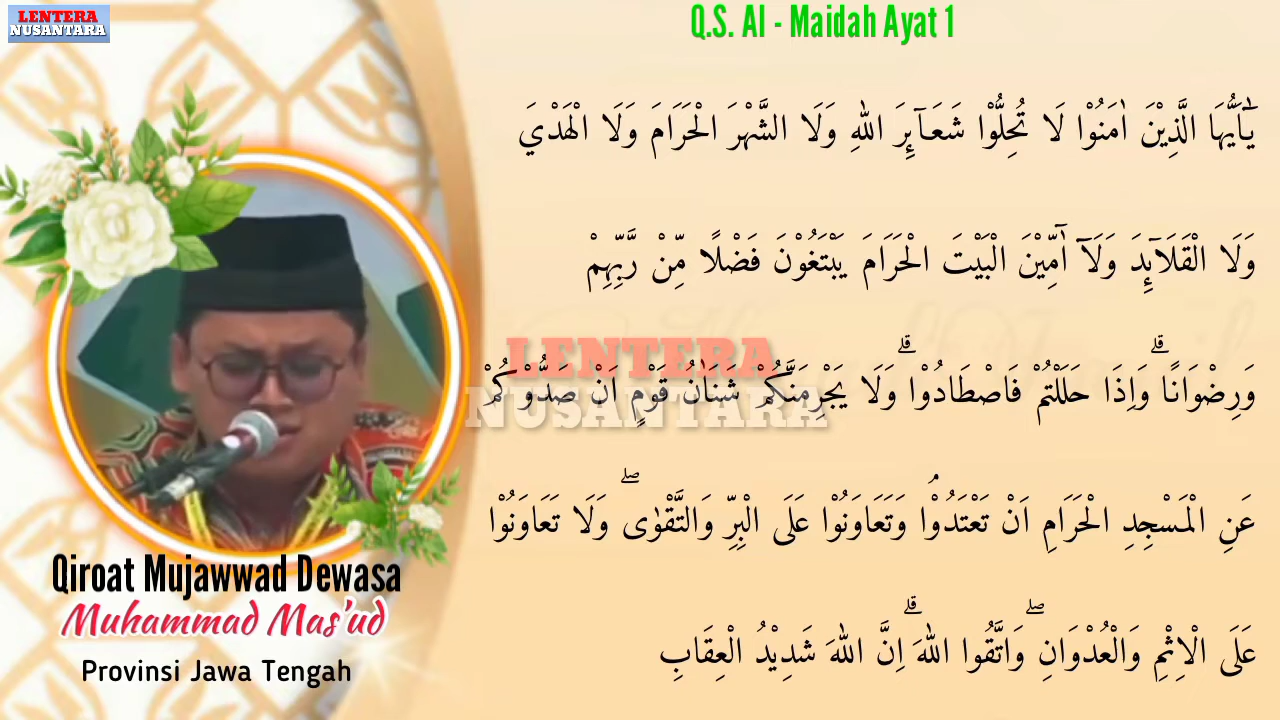 LENTERA
NUSANTARA
Q.S. Al - Maidah Ayat 1
يٰٓاَيُّهَا الَّذِيْنَ اٰمَنُوْا لَا تُحِلُّوْا شَعَاۤىِٕرَ اللّٰهِ وَلَا الشَّهْرَ الْحَرَامَ وَلَا الْهَدْيَ
وَلَا الْقَلَاۤىِٕدَ وَلَآ اٰۤمِّيْنَ الْبَيْتَ الْحَرَامَ يَبْتَغُوْنَ فَضْلًا مِّنْ رَّبِّهِمْ
وَرِضْوَانًا ۗوَاِذَا حَلَلْتُمْ فَاصْطَادُوْا ۗوَلَا يَجْرِمَنَّكُمْ شَنَاٰنُ قَوْمٍ اَنْ صَدُّوْكُمْ
عَنِ الْمَسْجِدِ الْحَرَامِ اَنْ تَعْتَدُوْۘا وَتَعَاوَنُوْا عَلَى الْبِرِّ وَالتَّقْوٰىۖ وَلَا تَعَاوَنُوْا
عَلَى الْاِثْمِ وَالْعُدْوَانِ ۖوَاتَّقُوا اللّٰهَ ۗاِنَّ اللّٰهَ شَدِيْدُ الْعِقَابِ
LENTERA
NUSANTARA
Qiroat Mujawwad Dewasa
Muhammad Mas'ud
Provinsi Jawa Tengah